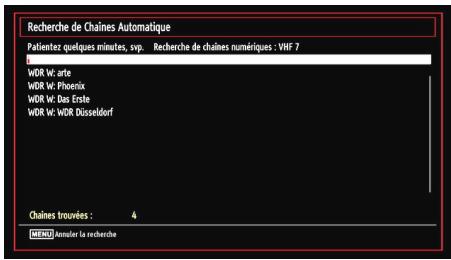 Recherche de Chaînes Automatique
Patientez quelques minutes, svp. Recherche de chaînes numériques : VHF 7
WDR W: arte
WDR W: Phoenix
WDR W: Das Erste
WDR W: WDR Düsseldorf
Chaînes trouvées : 4
MENU Annuler la recherche